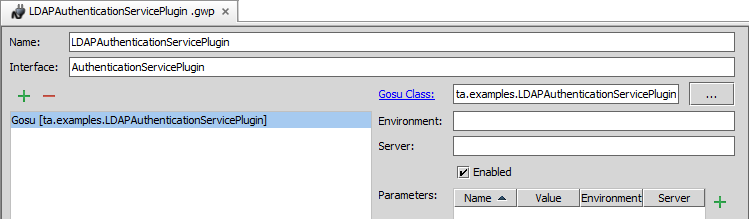 LDAPAuthenticationServicePlugin .gwp
Name: LDAPAuthenticationServicePlugin
Interface: AuthenticationServicePlugin
Gosu Class: ta.examples.LDAPAuthenticationServicePlugin ...
Gosu [ta.examples.LDAPAuthenticationServicePlugin]
Environment:
Server:
Enabled
Parameters: Name Value Environment Server